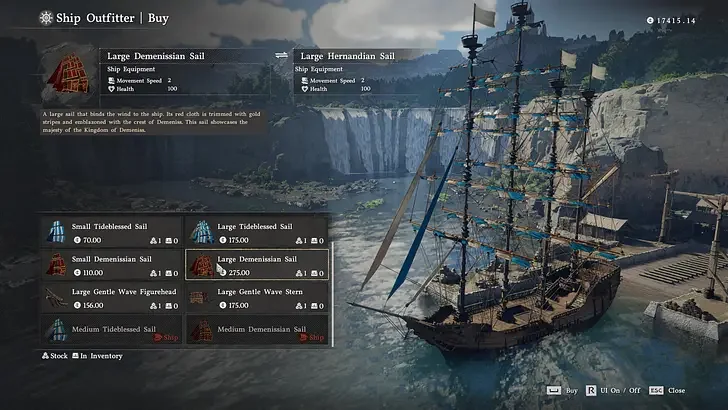 Ship Outfitter | Buy
17415.14
Large Demenissian Sail
Ship Equipment
Movement Speed 2
Health 100
Large Hernandian Sail
Ship Equipment
Movement Speed 2
Health 100
A large sail that binds the wind to the ship. Its red cloth is trimmed with gold
stripes and emblazoned with the crest of Demeniss. This sail showcases the
majesty of the Kingdom of Demeniss.
Small Tideblessed Sail
70.00 1 0
Large Tideblessed Sail
175.00 1 0
Small Demenissian Sail
110.00 1 0
Large Demenissian Sail
275.00 1 0
Large Gentle Wave Figurehead
156.00 1 0
Large Gentle Wave Stern
175.00 1 0
Medium Tideblessed Sail
Ship
Medium Demenissian Sail
Ship
Stock In Inventory
Buy R UI On / Off ESC Close